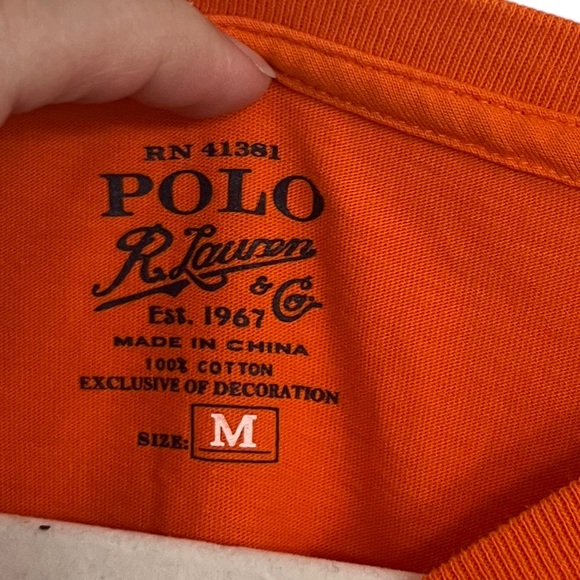 RN 41381
POLO
R. Lauren
& Co.
Est. 1967
MADE IN CHINA
100% COTTON
EXCLUSIVE OF DECORATION
SIZE: M